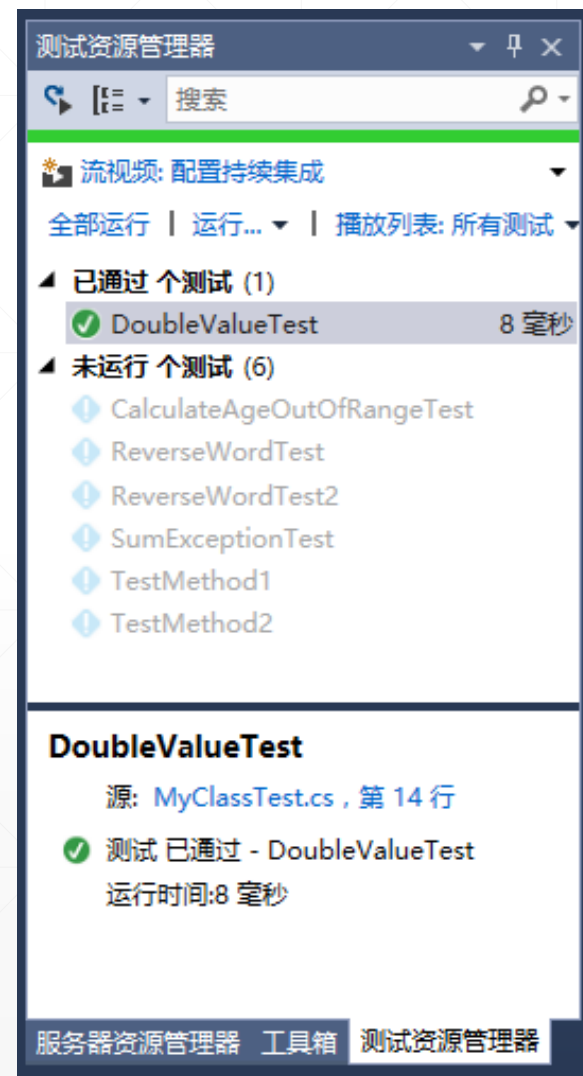 测试资源管理器
搜索
流视频: 配置持续集成
全部运行 | 运行... | 播放列表: 所有测试
已通过 个测试 (1)
DoubleValueTest 8 毫秒
未运行 个测试 (6)
CalculateAgeOutOfRangeTest
ReverseWordTest
ReverseWordTest2
SumExceptionTest
TestMethod1
TestMethod2
DoubleValueTest
源: MyClassTest.cs，第 14 行
测试 已通过 - DoubleValueTest
运行时间:8 毫秒
服务器资源管理器 工具箱 测试资源管理器